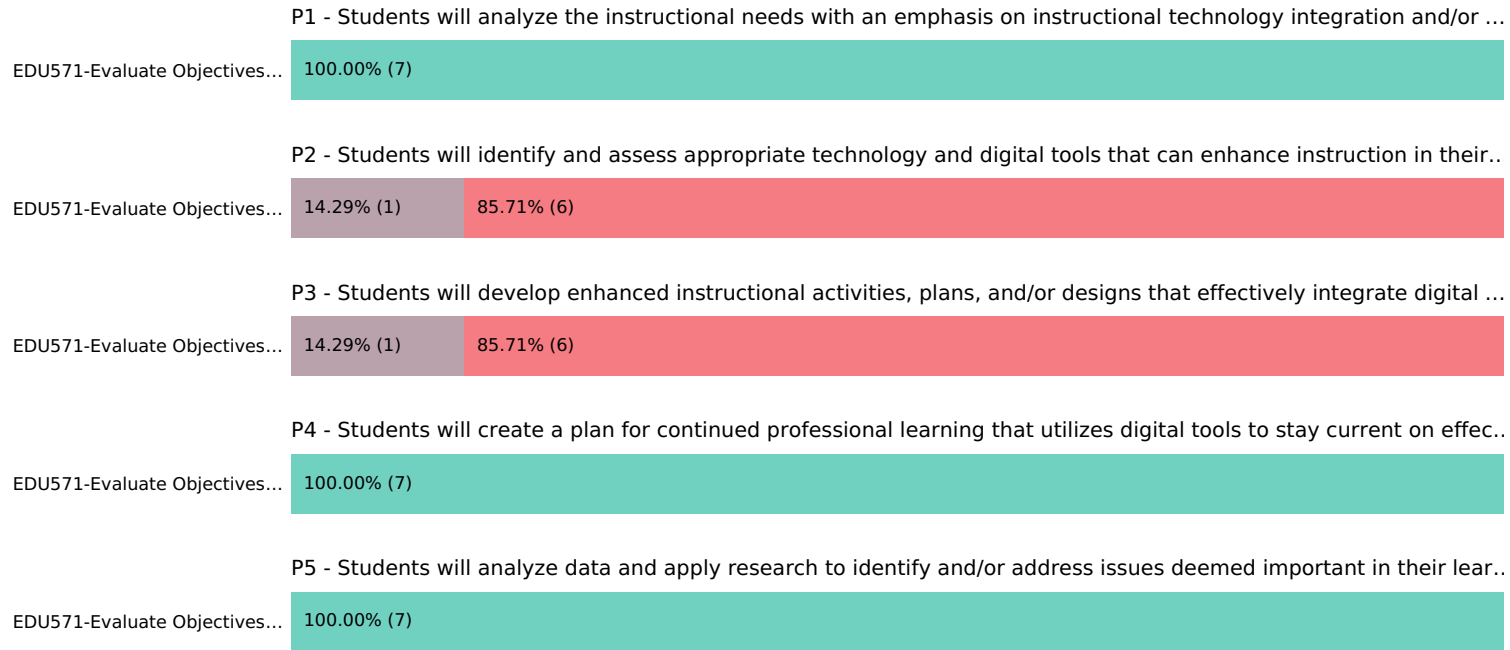 P1 - Students will analyze the instructional needs with an emphasis on instructional technology integration and/or …
EDU571-Evaluate Objectives… 100.00% (7)
P2 - Students will identify and assess appropriate technology and digital tools that can enhance instruction in their…
EDU571-Evaluate Objectives… 14.29% (1) 85.71% (6)
P3 - Students will develop enhanced instructional activities, plans, and/or designs that effectively integrate digital …
EDU571-Evaluate Objectives… 14.29% (1) 85.71% (6)
P4 - Students will create a plan for continued professional learning that utilizes digital tools to stay current on effec…
EDU571-Evaluate Objectives… 100.00% (7)
P5 - Students will analyze data and apply research to identify and/or address issues deemed important in their lear…
EDU571-Evaluate Objectives… 100.00% (7)